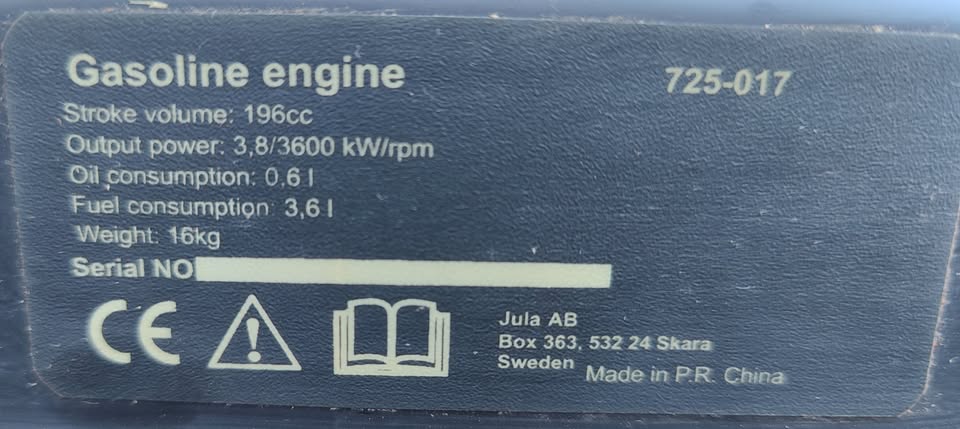 Gasoline engine
725-017
Stroke volume: 196cc
Output power: 3,8/3600 kW/rpm
Oil consumption: 0,6 l
Fuel consumption 3,6 l
Weight: 16kg
Serial NO
CE
Jula AB
Box 363, 532 24 Skara
Sweden
Made in P.R. China